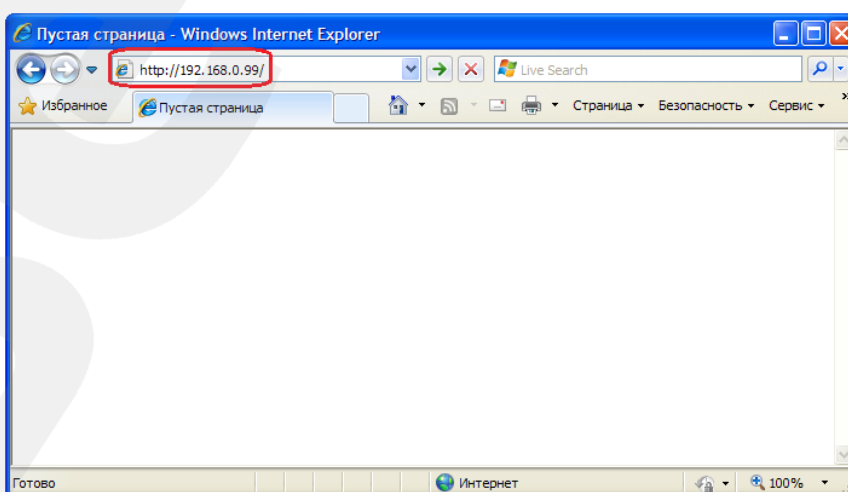 Пустая страница - Windows Internet Explorer
http://192.168.0.99/
Live Search
Избранное
Пустая страница
Страница
Безопасность
Сервис
»
Готово
Интернет
100%